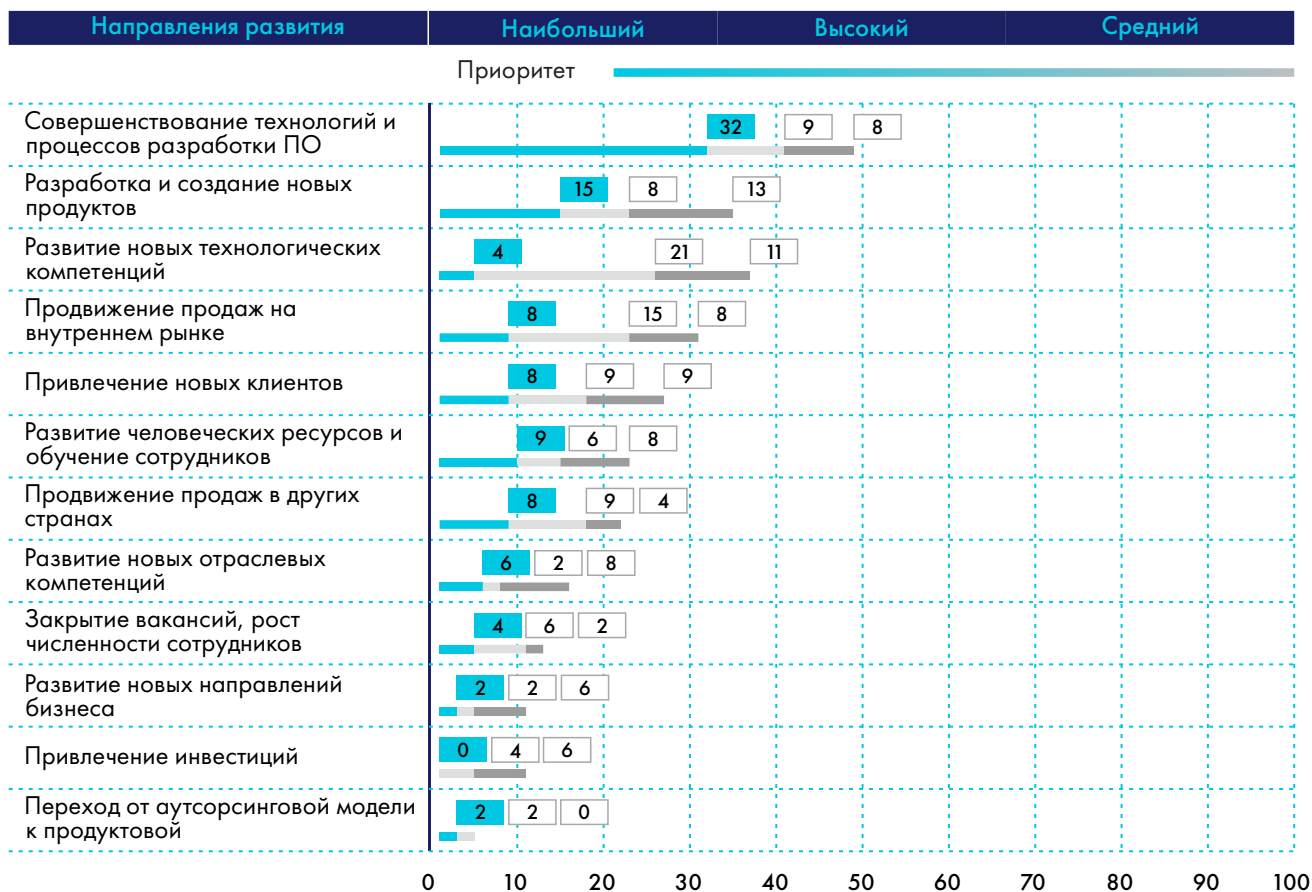 Направления развития Наибольший Высокий Средний
Приоритет
Совершенствование технологий и
процессов разработки ПО
32 9 8
Разработка и создание новых
продуктов
15 8 13
Развитие новых технологических
компетенций
4 21 11
Продвижение продаж на
внутреннем рынке
8 15 8
Привлечение новых клиентов
8 9 9
Развитие человеческих ресурсов и
обучение сотрудников
9 6 8
Продвижение продаж в других
странах
8 9 4
Развитие новых отраслевых
компетенций
6 2 8
Закрытие вакансий, рост
численности сотрудников
4 6 2
Развитие новых направлений
бизнеса
2 2 6
Привлечение инвестиций
0 4 6
Переход от аутсорсинговой модели
к продуктовой
2 2 0
0 10 20 30 40 50 60 70 80 90 100